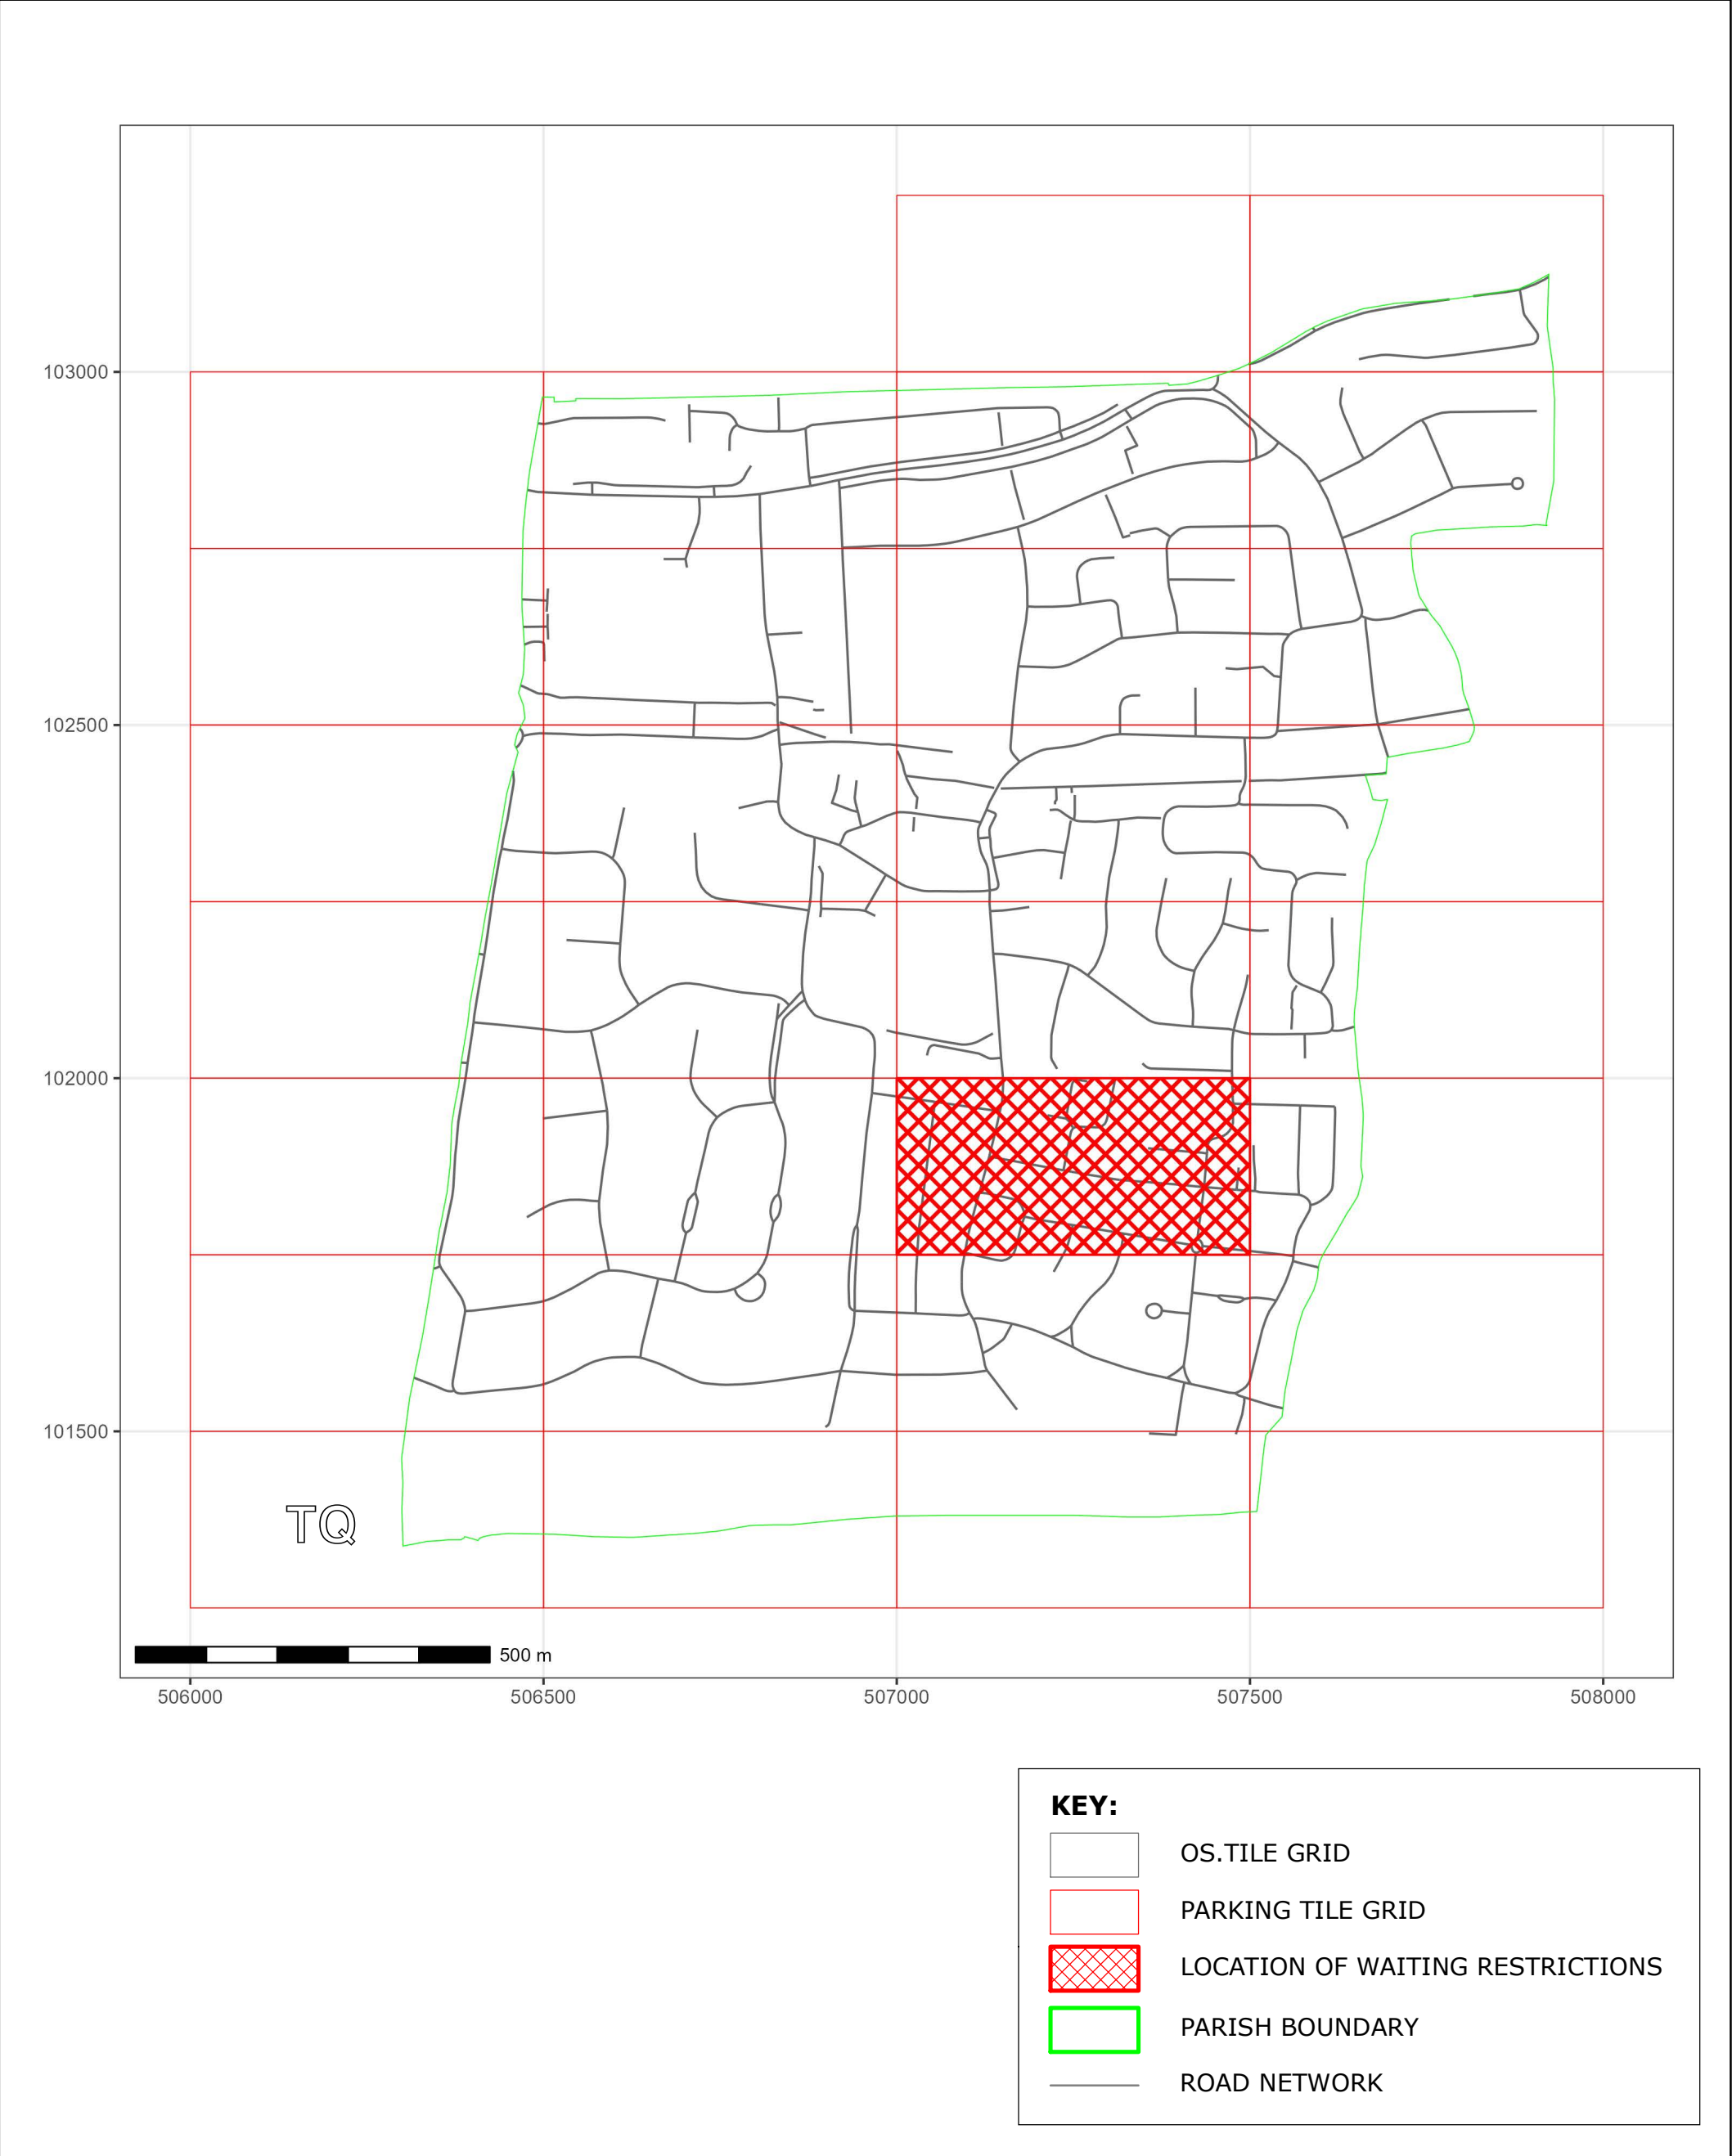 103000
102500
102000
101500
TQ
500 m
506000 506500 507000 507500 508000
KEY:
OS.TILE GRID
PARKING TILE GRID
LOCATION OF WAITING RESTRICTIONS
PARISH BOUNDARY
ROAD NETWORK